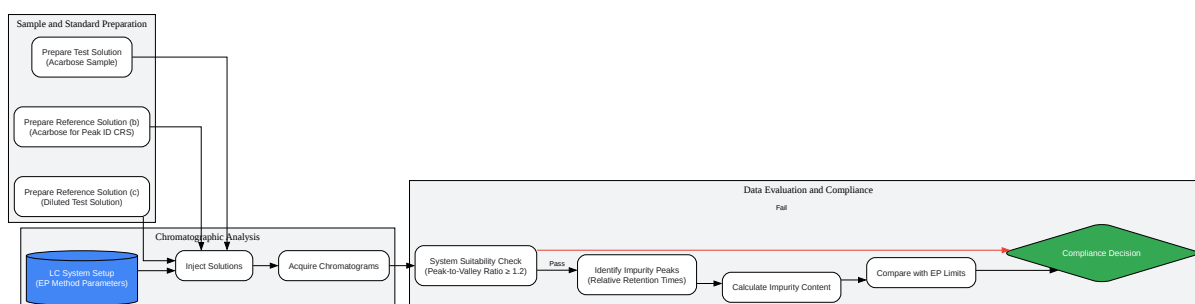 Sample and Standard Preparation
Prepare Test Solution
(Acarbose Sample)
Prepare Reference Solution (b)
(Acarbose for Peak ID CRS)
Prepare Reference Solution (c)
(Diluted Test Solution)
Chromatographic Analysis
LC System Setup
(EP Method Parameters)
Inject Solutions
Acquire Chromatograms
Data Evaluation and Compliance
Fail
System Suitability Check
(Peak-to-Valley Ratio ≥ 1.2)
Pass
Identify Impurity Peaks
(Relative Retention Times)
Calculate Impurity Content
Compare with EP Limits
Compliance Decision